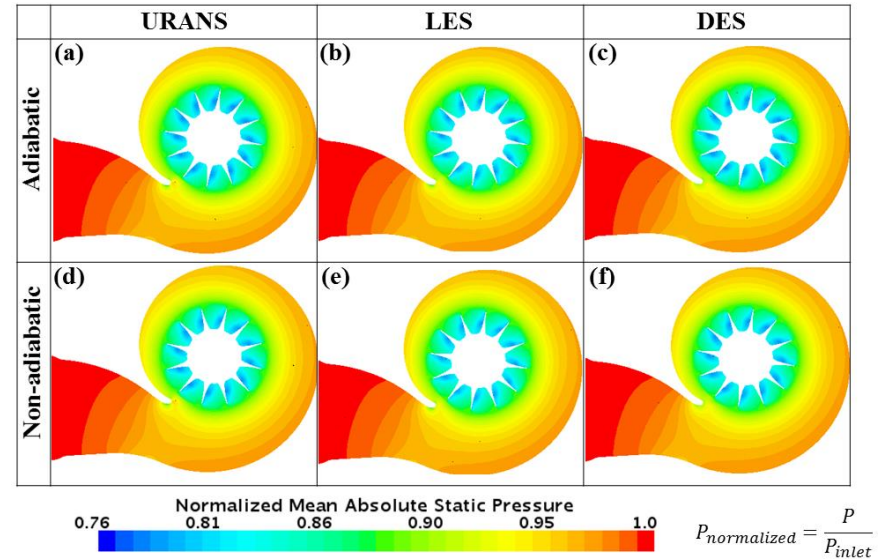 URANS LES DES
Adiabatic
(a) (b) (c)
Non-adiabatic
(d) (e) (f)
Normalized Mean Absolute Static Pressure
0.76 0.81 0.86 0.90 0.95 1.0
P_normalized = P / P_inlet